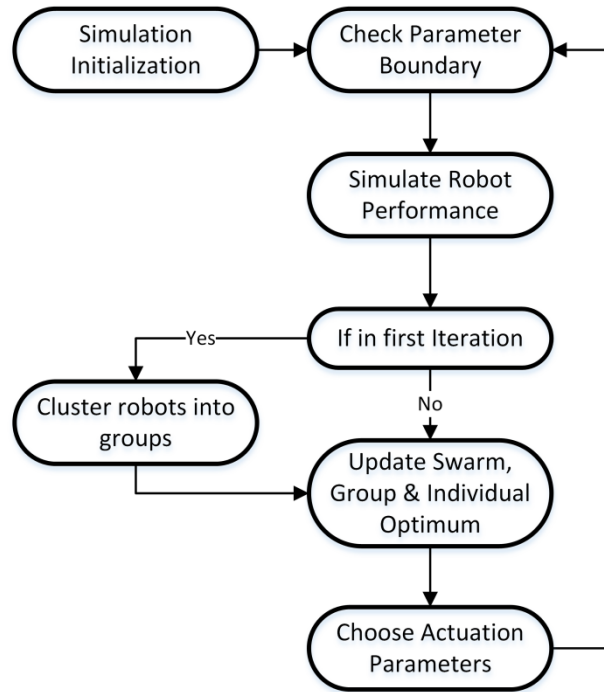 Simulation
Initialization
Check Parameter
Boundary
Simulate Robot
Performance
If in first Iteration
Yes
No
Cluster robots into
groups
Update Swarm,
Group & Individual
Optimum
Choose Actuation
Parameters